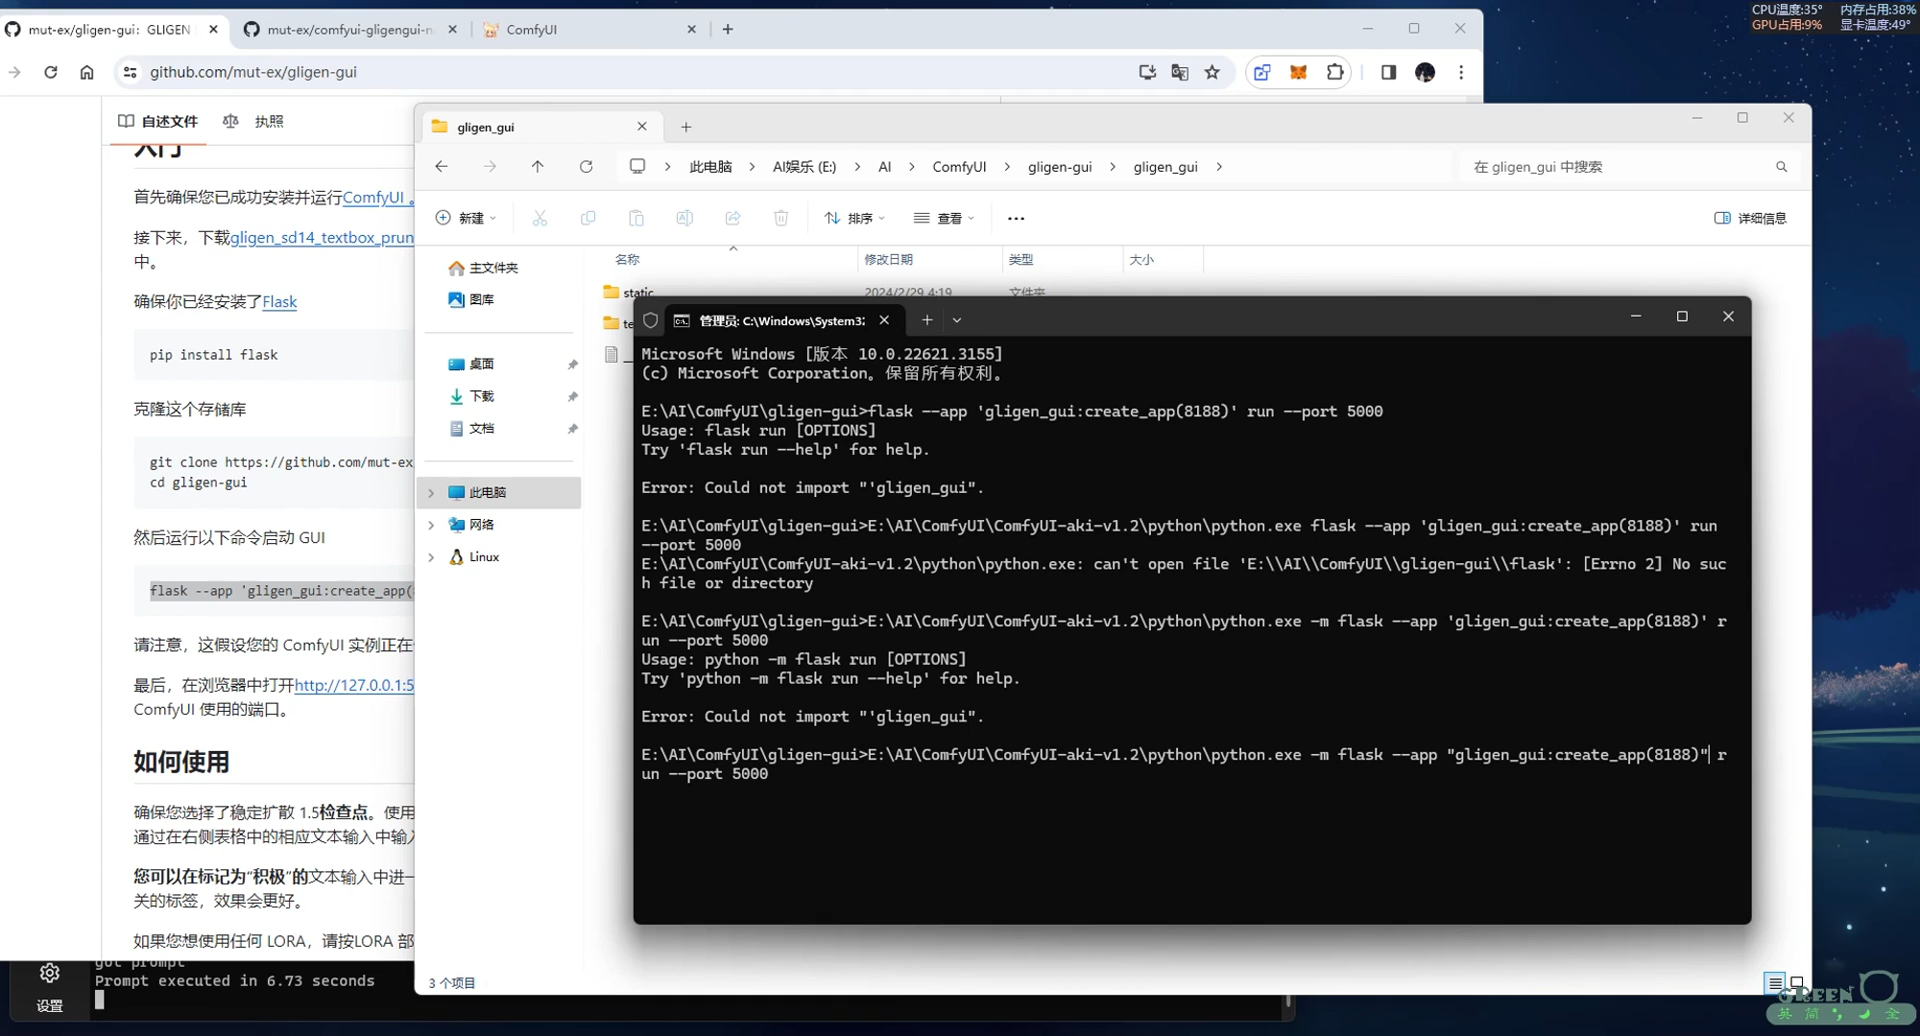 CPU温度:35° 内存占用:38%
GPU占用:9% 显卡温度:49°
mut-ex/gligen-gui: GLIGEN
mut-ex/comfyui-gligengui-n
ComfyUI
github.com/mut-ex/gligen-gui
自述文件 执照
入门
首先确保您已成功安装并运行ComfyUI 。
接下来，下载gligen_sd14_textbox_prun
中。
确保你已经安装了Flask
pip install flask
克隆这个存储库
git clone https://github.com/mut-ex
cd gligen-gui
然后运行以下命令启动 GUI
flask --app 'gligen_gui:create_app(
请注意，这假设您的 ComfyUI 实例正在
最后，在浏览器中打开http://127.0.0.1:5
ComfyUI 使用的端口。
如何使用
确保您选择了稳定扩散 1.5检查点。使用
通过在右侧表格中的相应文本输入中输入
您可以在标记为“积极”的文本输入中进一
关的标签，效果会更好。
如果您想使用任何 LORA，请按LORA 部
got prompt
Prompt executed in 6.73 seconds
设置
gligen_gui
此电脑 AI娱乐 (E:) AI ComfyUI gligen-gui gligen_gui
在 gligen_gui 中搜索
新建 排序 查看 详细信息
名称 修改日期 类型 大小
主文件夹
图库
桌面
下载
文档
此电脑
网络
Linux
static 2024/2/29 4:19 文件夹
te
3 个项目
管理员: C:\Windows\System32
Microsoft Windows [版本 10.0.22621.3155]
(c) Microsoft Corporation。保留所有权利。
E:\AI\ComfyUI\gligen-gui>flask --app 'gligen_gui:create_app(8188)' run --port 5000
Usage: flask run [OPTIONS]
Try 'flask run --help' for help.
Error: Could not import "'gligen_gui".
E:\AI\ComfyUI\gligen-gui>E:\AI\ComfyUI\ComfyUI-aki-v1.2\python\python.exe flask --app 'gligen_gui:create_app(8188)' run
--port 5000
E:\AI\ComfyUI\ComfyUI-aki-v1.2\python\python.exe: can't open file 'E:\\AI\\ComfyUI\\gligen-gui\\flask': [Errno 2] No suc
h file or directory
E:\AI\ComfyUI\gligen-gui>E:\AI\ComfyUI\ComfyUI-aki-v1.2\python\python.exe -m flask --app 'gligen_gui:create_app(8188)' r
un --port 5000
Usage: python -m flask run [OPTIONS]
Try 'python -m flask run --help' for help.
Error: Could not import "'gligen_gui".
E:\AI\ComfyUI\gligen-gui>E:\AI\ComfyUI\ComfyUI-aki-v1.2\python\python.exe -m flask --app "gligen_gui:create_app(8188)" r
un --port 5000
GREEN
英 简 全